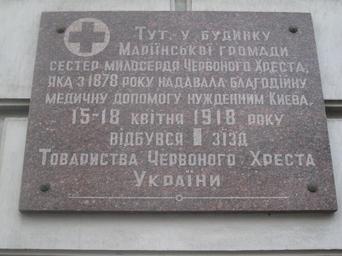 Тут, у будинку
Маріїнської громади
сестер милосердя Червоного Хреста,
яка з 1878 року надавала благодійну
медичну допомогу нужденним Києва,
15-18 квітня 1918 року
відбувся з'їзд
Товариства Червоного Хреста
України